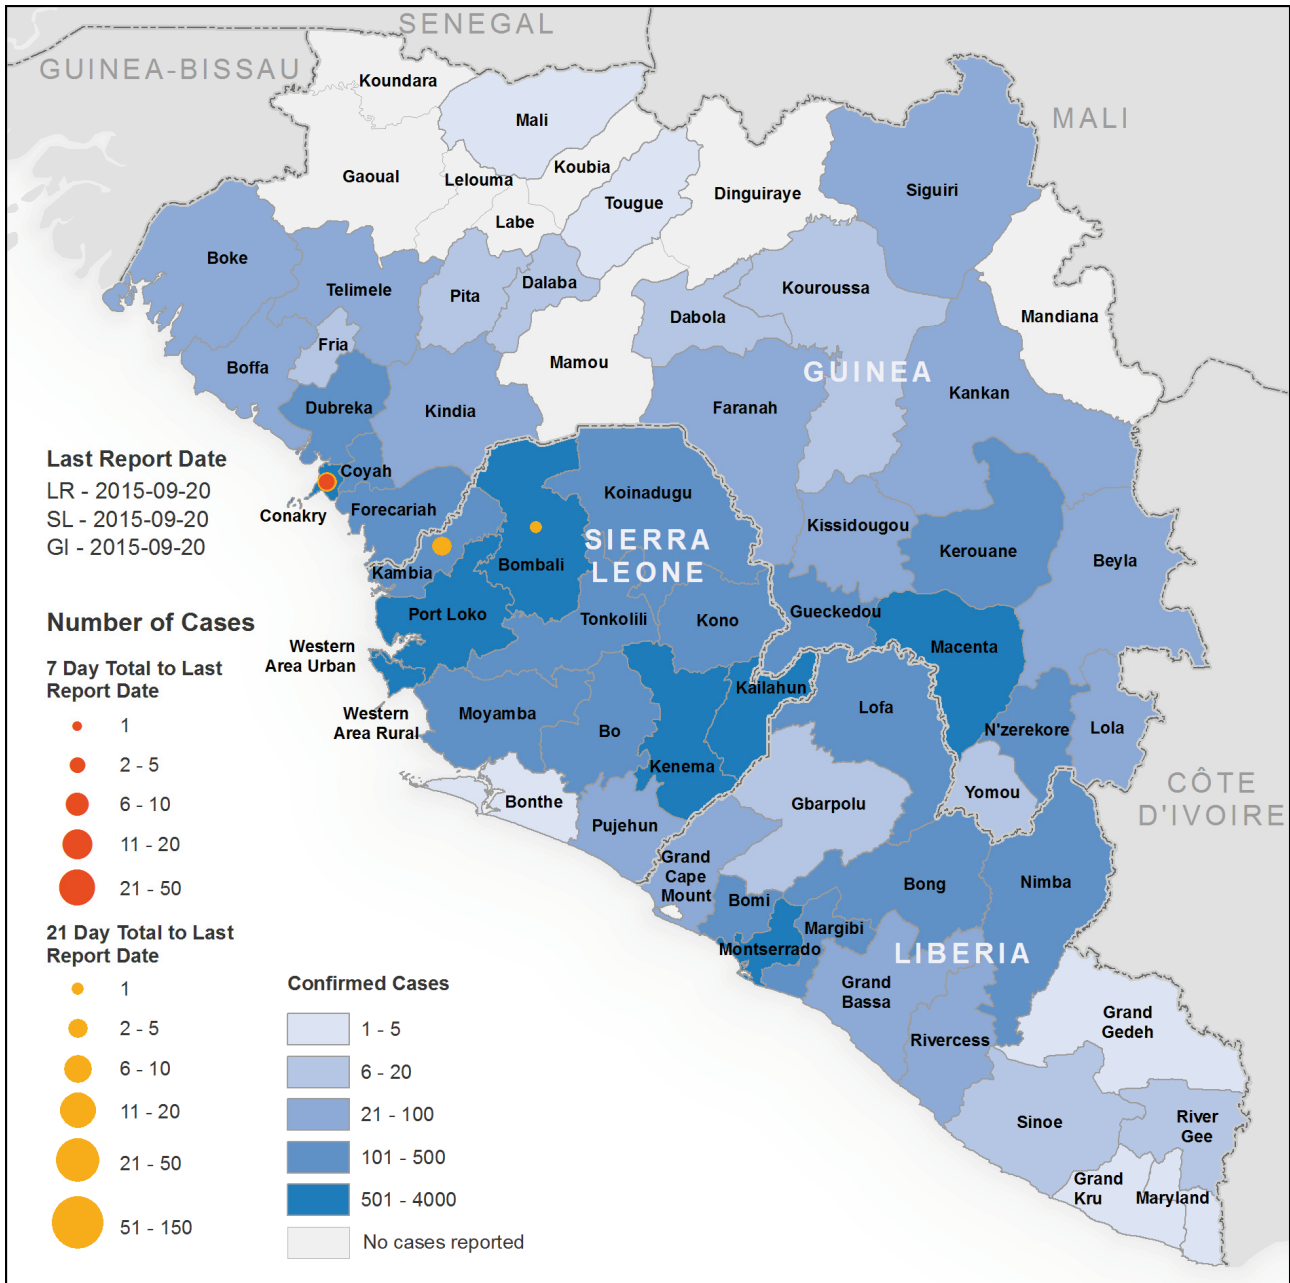 SENEGAL
GUINEA-BISSAU
MALI
Koundara
Mali
Gaoual
Lelouma
Koubia
Labe
Tougue
Dinguiraye
Siguiri
Boke
Telimele
Pita
Dalaba
Kouroussa
Dabola
Mandiana
Fria
Boffa
Mamou
GUINEA
Kankan
Dubreka
Kindia
Faranah
Last Report Date
LR - 2015-09-20
SL - 2015-09-20
GI - 2015-09-20
Coyah
Conakry
Forecariah
Koinadugu
Kissidougou
SIERRA
LEONE
Kerouane
Beyla
Kambia
Bombali
Port Loko
Tonkolili
Kono
Gueckedou
Macenta
Western
Area Urban
Western
Area Rural
Moyamba
Bo
Kailahun
Kenema
Lofa
N'zerekore
Lola
Bonthe
Pujehun
Gbarpolu
Yomou
CÔTE
D'IVOIRE
Grand
Cape
Mount
Bomi
Bong
Nimba
Margibi
Montserrado
LIBERIA
Grand
Bassa
Rivercess
Grand
Gedeh
Sinoe
River
Gee
Grand
Kru
Maryland
Number of Cases
7 Day Total to Last
Report Date
1
2 - 5
6 - 10
11 - 20
21 - 50
21 Day Total to Last
Report Date
1
2 - 5
6 - 10
11 - 20
21 - 50
51 - 150
Confirmed Cases
1 - 5
6 - 20
21 - 100
101 - 500
501 - 4000
No cases reported